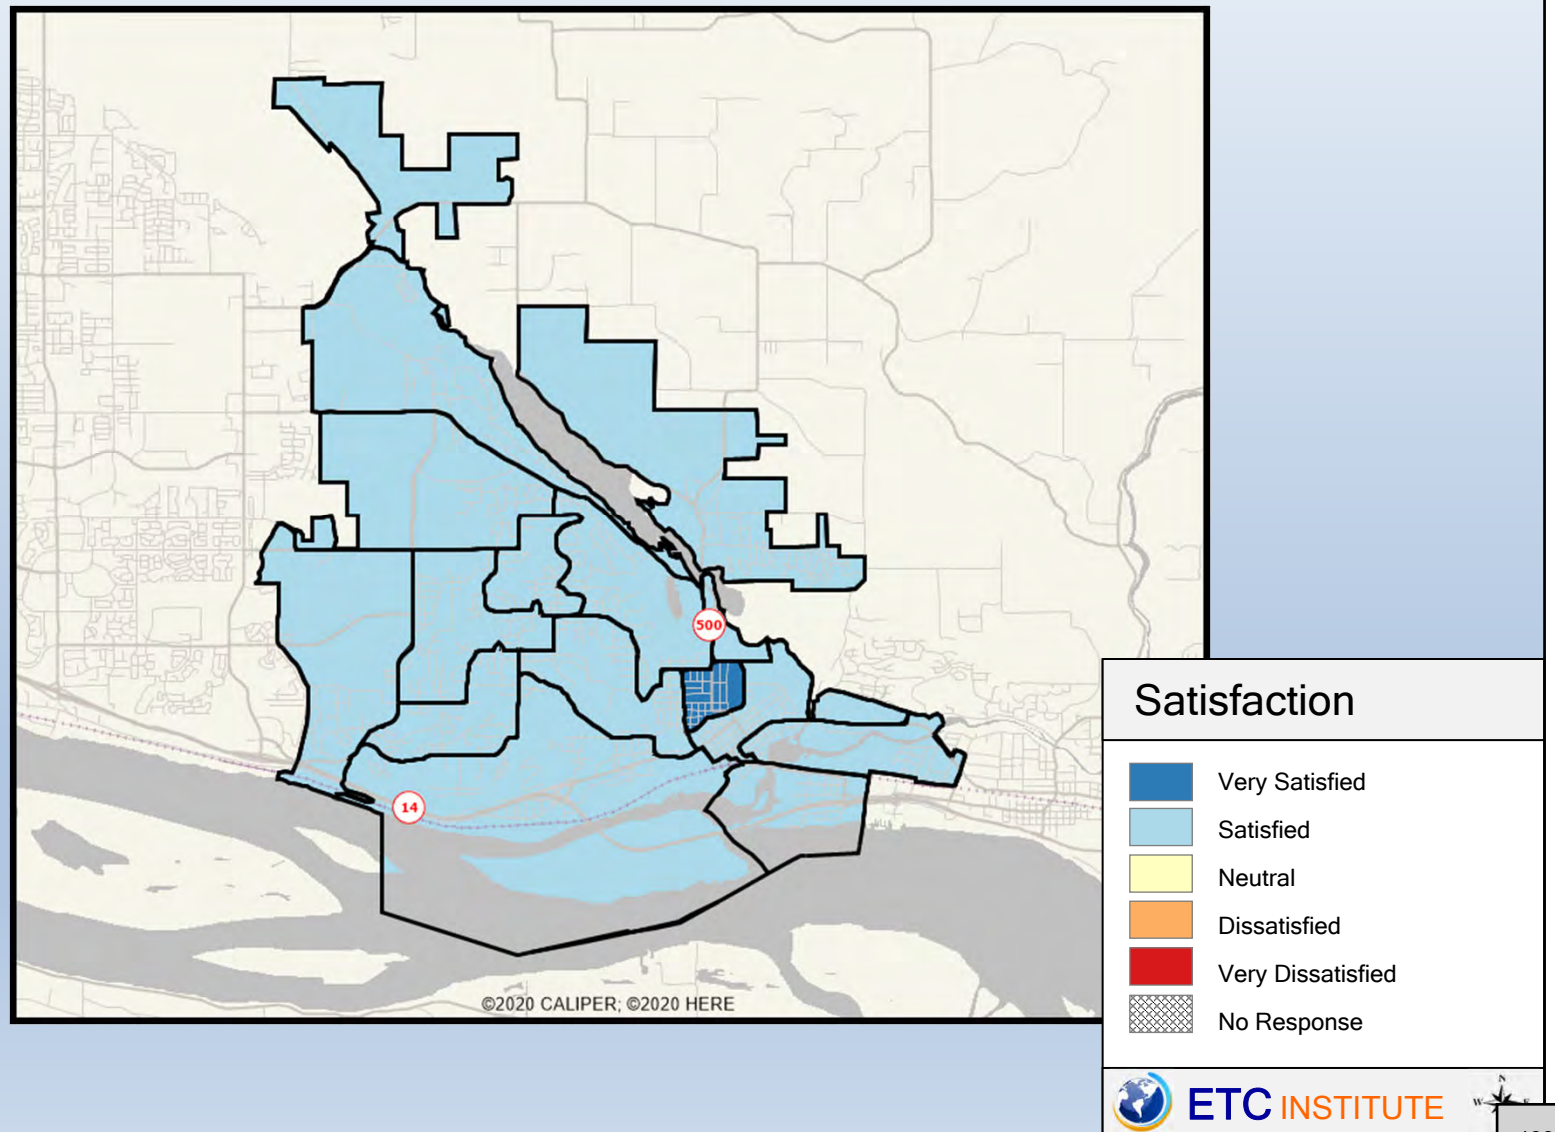 500
14
©2020 CALIPER; ©2020 HERE
Satisfaction
Very Satisfied
Satisfied
Neutral
Dissatisfied
Very Dissatisfied
No Response
ETC INSTITUTE
N
W